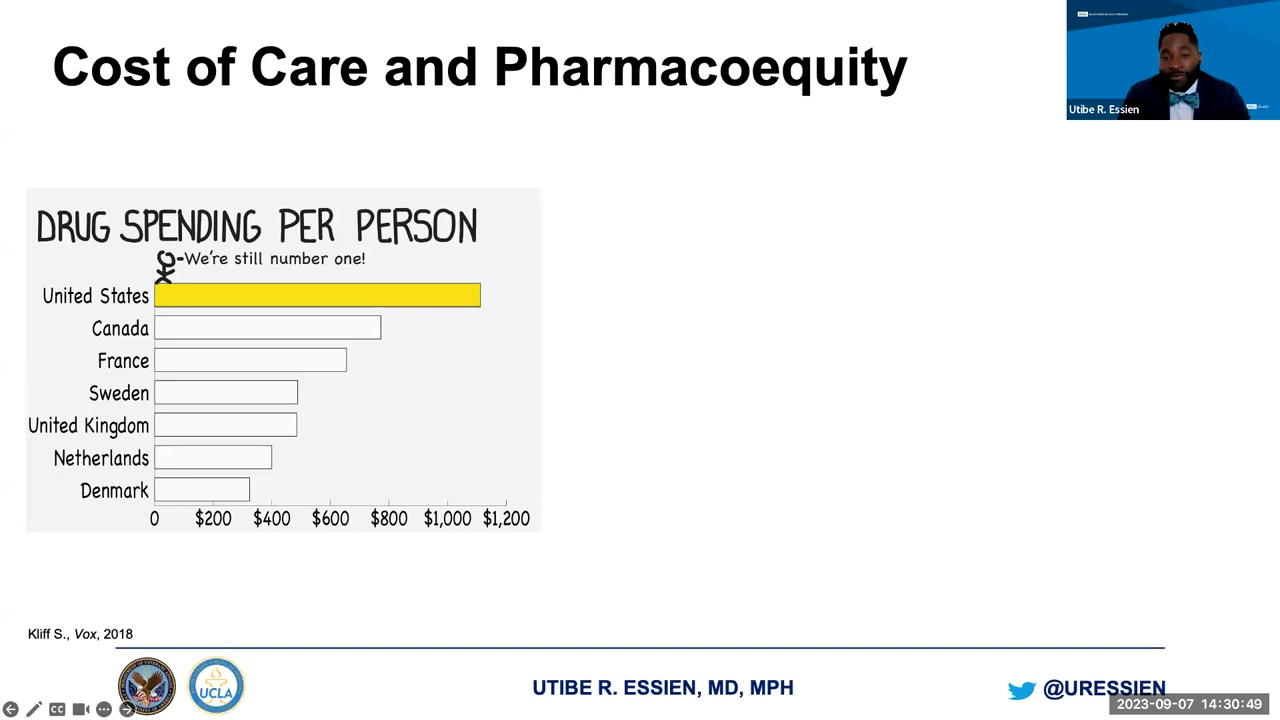 Cost of Care and Pharmacoequity
Utibe R. Essien
DRUG SPENDING PER PERSON
-We're still number one!
United States
Canada
France
Sweden
United Kingdom
Netherlands
Denmark
0 $200 $400 $600 $800 $1,000 $1,200
Kliff S., Vox, 2018
UCLA
UTIBE R. ESSIEN, MD, MPH
@URESSIEN
CC
2023-09-07 14:30:49